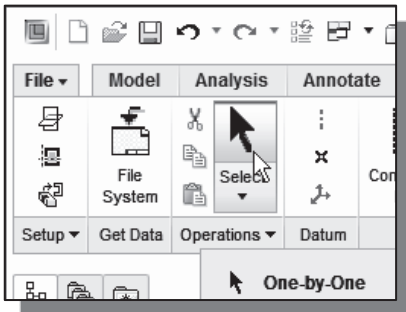 File Model Analysis Annotate
File
System
Select
Con
Setup Get Data Operations Datum
One-by-One